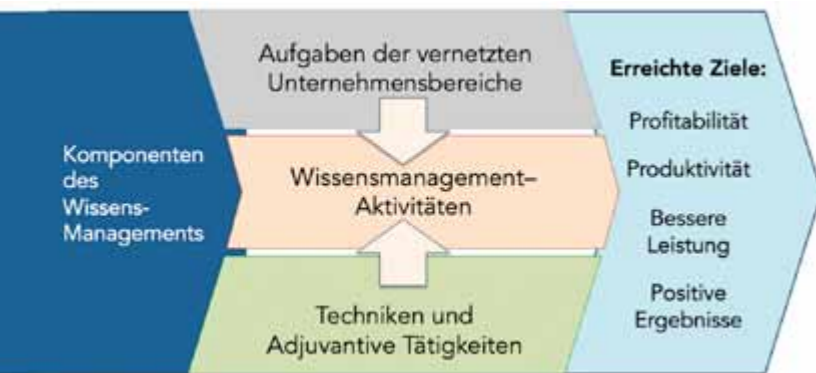 Komponenten
des
Wissens-
Managements
Aufgaben der vernetzten
Unternehmensbereiche
Wissensmanagement–
Aktivitäten
Techniken und
Adjuvantive Tätigkeiten
Erreichte Ziele:
Profitabilität
Produktivität
Bessere
Leistung
Positive
Ergebnisse